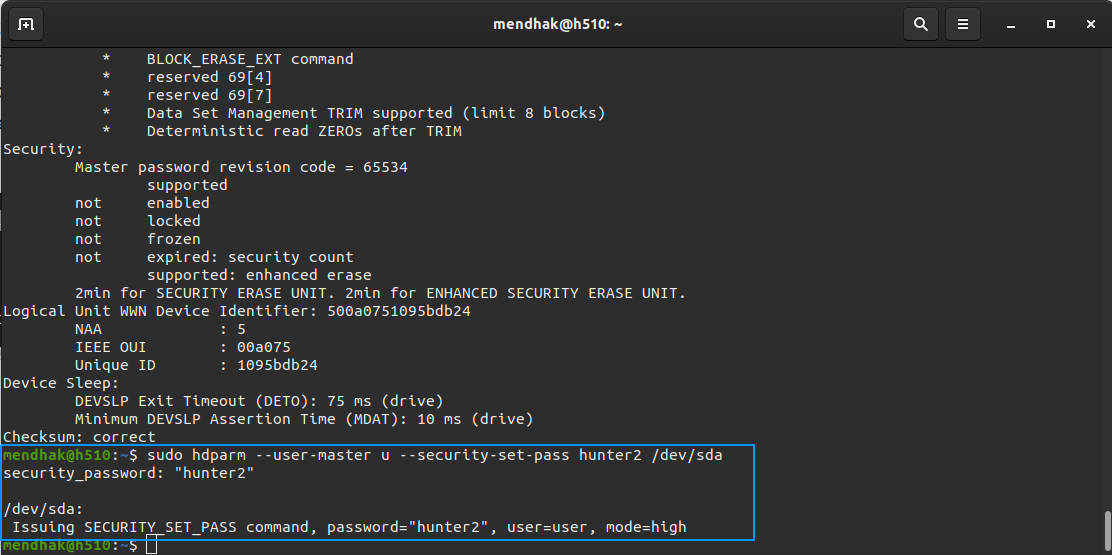 mendhak@h510: ~
* BLOCK_ERASE_EXT command
* reserved 69[4]
* reserved 69[7]
* Data Set Management TRIM supported (limit 8 blocks)
* Deterministic read ZEROs after TRIM
Security:
Master password revision code = 65534
supported
not enabled
not locked
not frozen
not expired: security count
supported: enhanced erase
2min for SECURITY ERASE UNIT. 2min for ENHANCED SECURITY ERASE UNIT.
Logical Unit WWN Device Identifier: 500a0751095bdb24
NAA : 5
IEEE OUI : 00a075
Unique ID : 1095bdb24
Device Sleep:
DEVSLP Exit Timeout (DETO): 75 ms (drive)
Minimum DEVSLP Assertion Time (MDAT): 10 ms (drive)
Checksum: correct
mendhak@h510:~$ sudo hdparm --user-master u --security-set-pass hunter2 /dev/sda
security_password: "hunter2"
/dev/sda:
Issuing SECURITY_SET_PASS command, password="hunter2", user=user, mode=high
mendhak@h510:~$